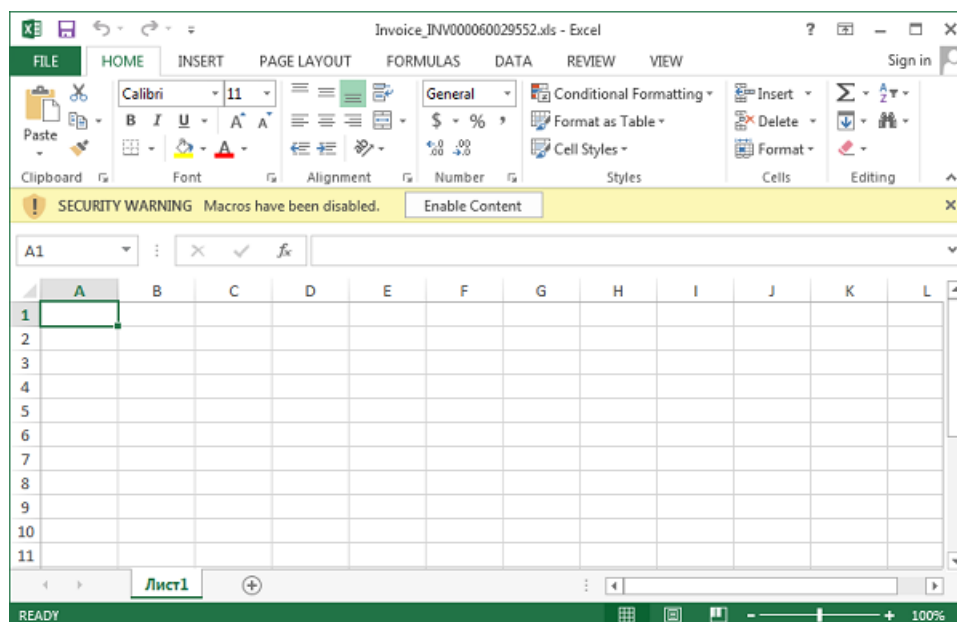 Invoice_INV000060029552.xls - Excel
FILE HOME INSERT PAGE LAYOUT FORMULAS DATA REVIEW VIEW Sign in
Calibri 11 General Conditional Formatting Insert
Paste B I U A A $ % Format as Table Delete
A Cell Styles Format
Clipboard Font Alignment Number Styles Cells Editing
SECURITY WARNING Macros have been disabled. Enable Content
A1 fx
A B C D E F G H I J K L
1
2
3
4
5
6
7
8
9
10
11
Лист1
READY 100%